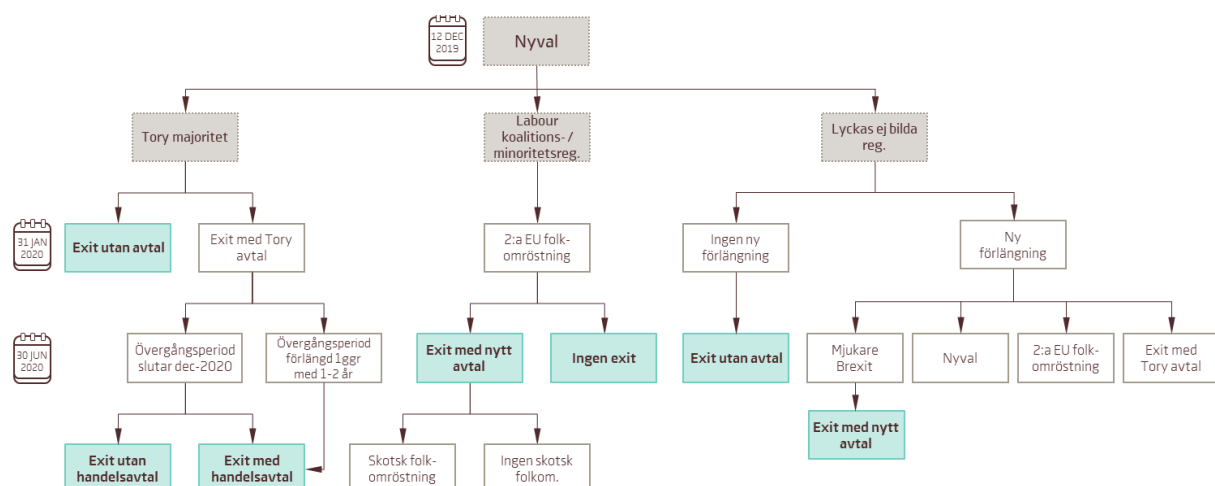 12 DEC
2019
Nyval
Tory majoritet
Labour
koalitions- /
minoritetsreg.
Lyckas ej bilda
reg.
31 JAN
2020
Exit utan avtal
Exit med Tory
avtal
2:a EU folk-
omröstning
Ingen ny
förlängning
Ny
förlängning
30 JUN
2020
Övergångsperiod
slutar dec-2020
Övergångsperiod
förlängd 1ggr
med 1-2 år
Exit med nytt
avtal
Ingen exit
Exit utan avtal
Mjukare
Brexit
Nyval
2:a EU folk-
omröstning
Exit med
Tory avtal
Exit med nytt
avtal
Exit utan
handelsavtal
Exit med
handelsavtal
Skotsk folk-
omröstning
Ingen skotsk
folkom.